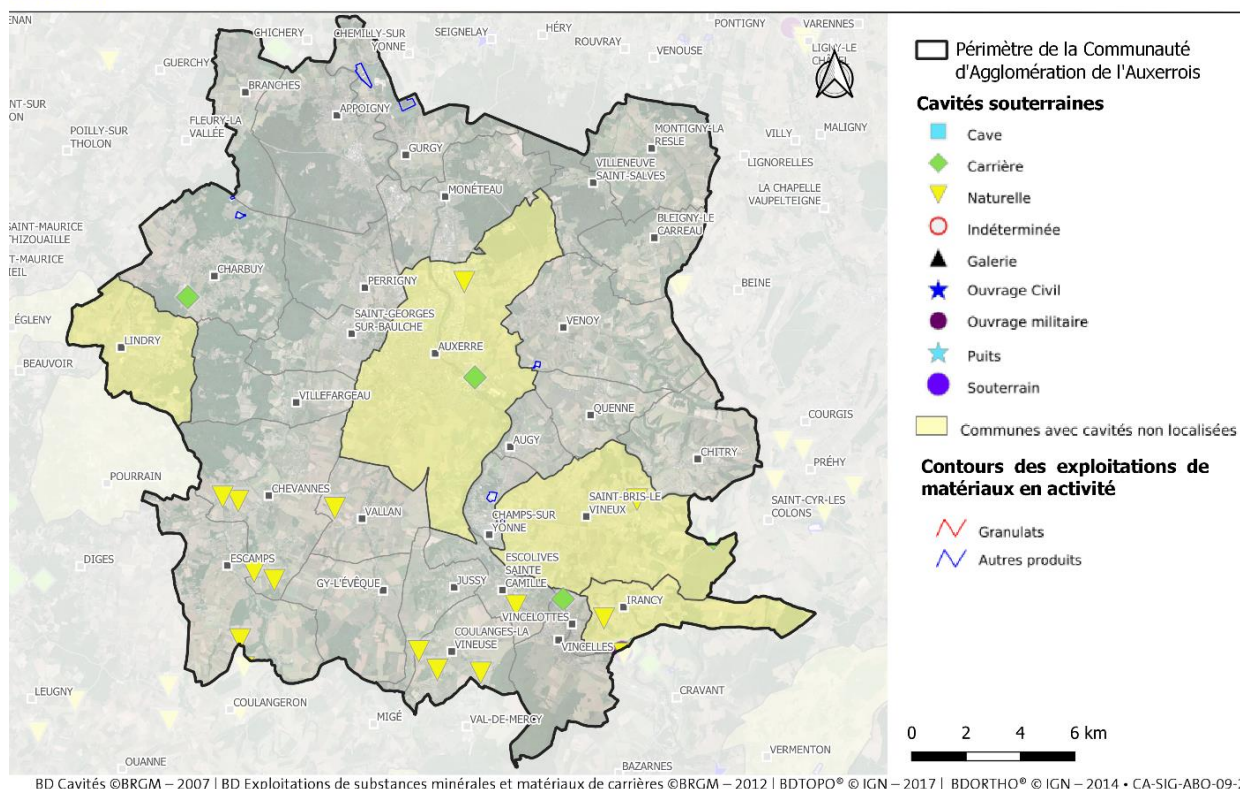 PONTIGNY
VARENNES
HÉRY
SEIGNELAY
CHICHERY
CHEMILLY-SUR
YONNE
ROUVRAY
VENOUSE
LIGNY-LE
GUERCHY
BRANCHES
APPOIGNY
FLEURY-LA
VALLÉE
POILLY-SUR
THOLON
MONTIGNY-LA
RESLE
VILLY
MALIGNY
GURGY
VILLENEUVE
SAINT-SALVES
LIGNORELLES
LA CHAPELLE
VAUPELTEIGNE
MONÉTEAU
BLEIGNY-LE
CARREAU
SAINT-MAURICE
THIZOUAILLE
CHARBUY
PERRIGNY
BEINE
SAINT-GEORGES
SUR-BAULCHE
VENOY
ÉGLENY
LINDRY
AUXERRE
BEAUVOIR
VILLEFARGEAU
QUENNE
COURGIS
AUGY
CHITRY
PRÉHY
POURRAIN
CHEVANNES
VALLAN
SAINT-BRIS-LE
VINEUX
SAINT-CYR-LES
COLONS
CHAMPS-SUR
YONNE
DIGES
ESCAMPS
ESCOLIVES
SAINTE
CAMILLE
GY-L'ÉVÊQUE
JUSSY
IRANCY
VINCELOTTES
COULANGES-LA
VINEUSE
VINCELLES
LEUGNY
COULANGERON
MIGÉ
VAL-DE-MERCY
CRAVANT
OUANNE
BAZARNES
VERMENTON
Périmètre de la Communauté
d'Agglomération de l'Auxerrois
Cavités souterraines
Cave
Carrière
Naturelle
Indéterminée
Galerie
Ouvrage Civil
Ouvrage militaire
Puits
Souterrain
Communes avec cavités non localisées
Contours des exploitations de
matériaux en activité
Granulats
Autres produits
0 2 4 6 km
BD Cavités ©BRGM – 2007 | BD Exploitations de substances minérales et matériaux de carrières ©BRGM – 2012 | BDTOPO® © IGN – 2017 | BDORTHO® © IGN – 2014 • CA-SIG-ABO-09-